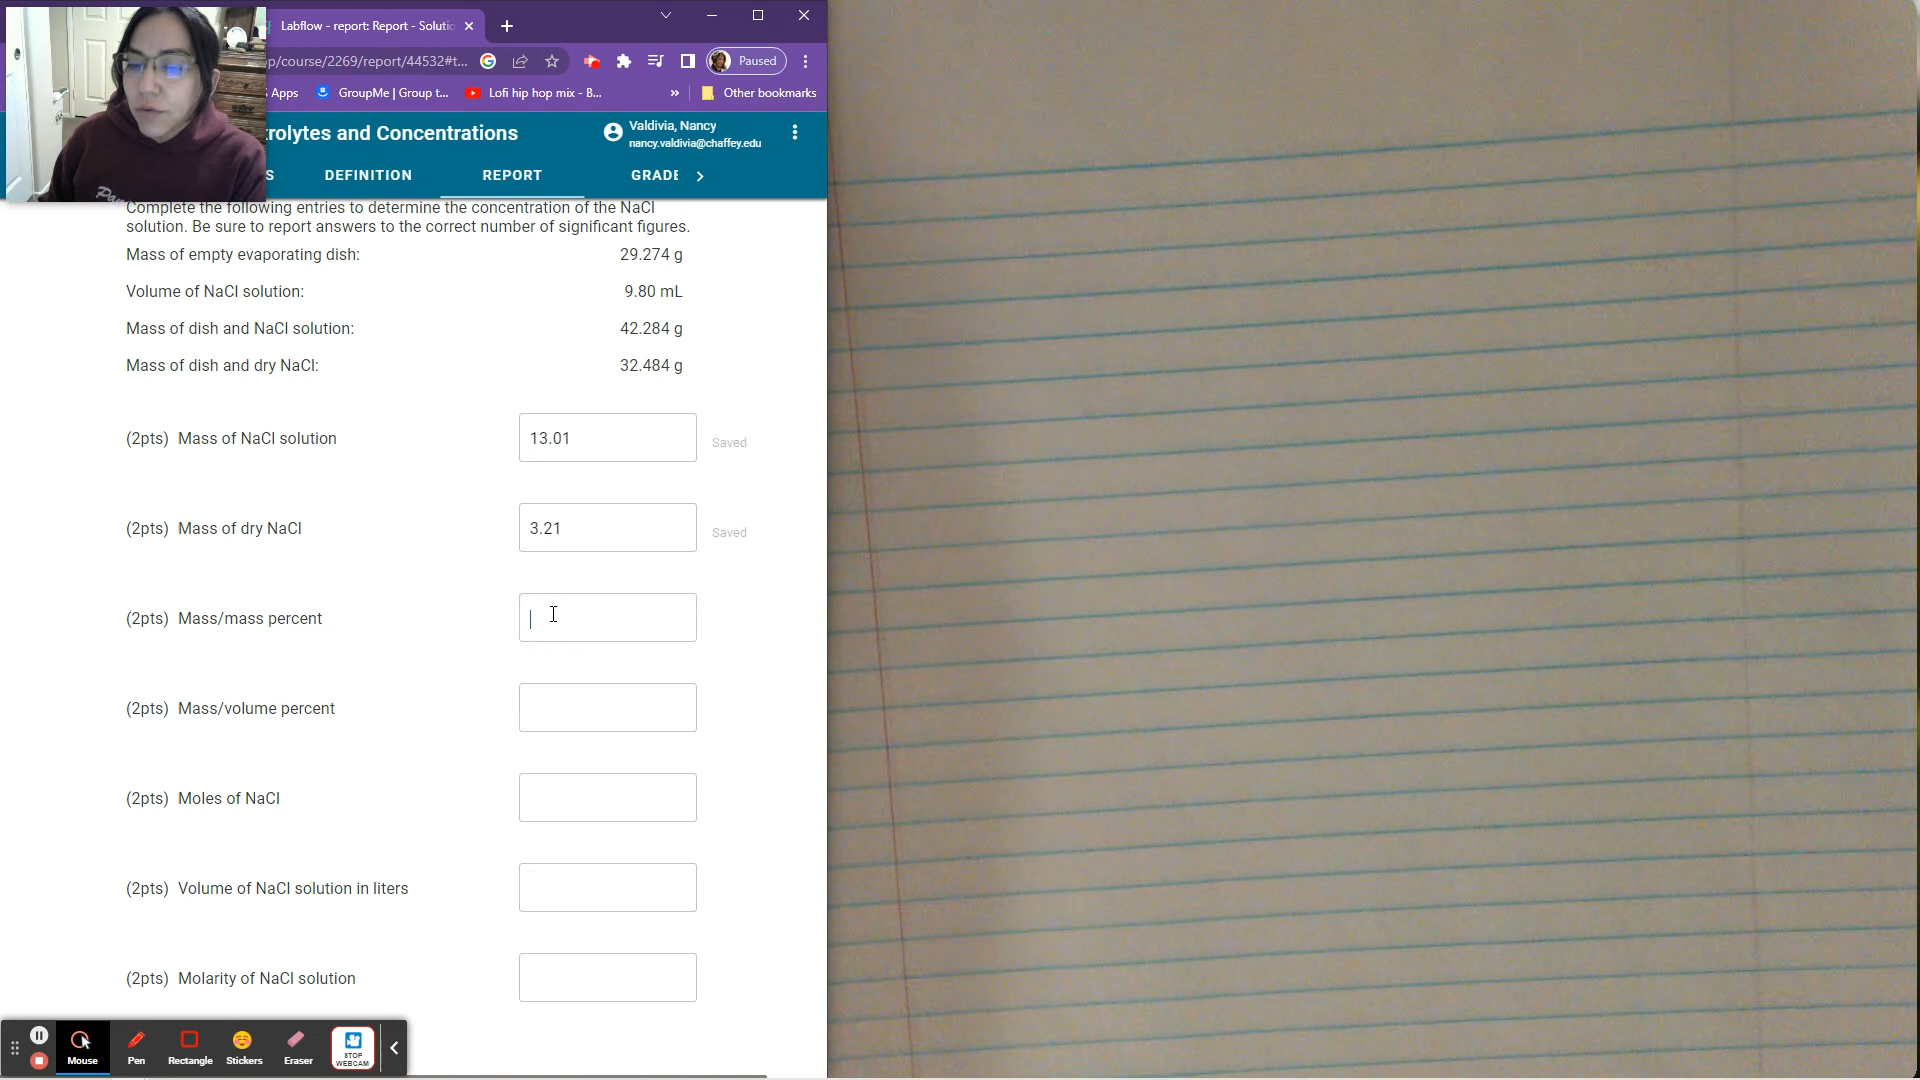 Labflow - report: Report - Solutio
op/course/2269/report/44532#t...
Paused
Apps
GroupMe | Group t...
Lofi hip hop mix - B...
»
Other bookmarks
trolytes and Concentrations
Valdivia, Nancy
nancy.valdivia@chaffey.edu
S
DEFINITION
REPORT
GRADE
Complete the following entries to determine the concentration of the NaCl
solution. Be sure to report answers to the correct number of significant figures.
Mass of empty evaporating dish: 29.274 g
Volume of NaCl solution: 9.80 mL
Mass of dish and NaCl solution: 42.284 g
Mass of dish and dry NaCl: 32.484 g
(2pts) Mass of NaCl solution 13.01 Saved
(2pts) Mass of dry NaCl 3.21 Saved
(2pts) Mass/mass percent
(2pts) Mass/volume percent
(2pts) Moles of NaCl
(2pts) Volume of NaCl solution in liters
(2pts) Molarity of NaCl solution
Mouse
Pen
Rectangle
Stickers
Eraser
STOP
WEBCAM